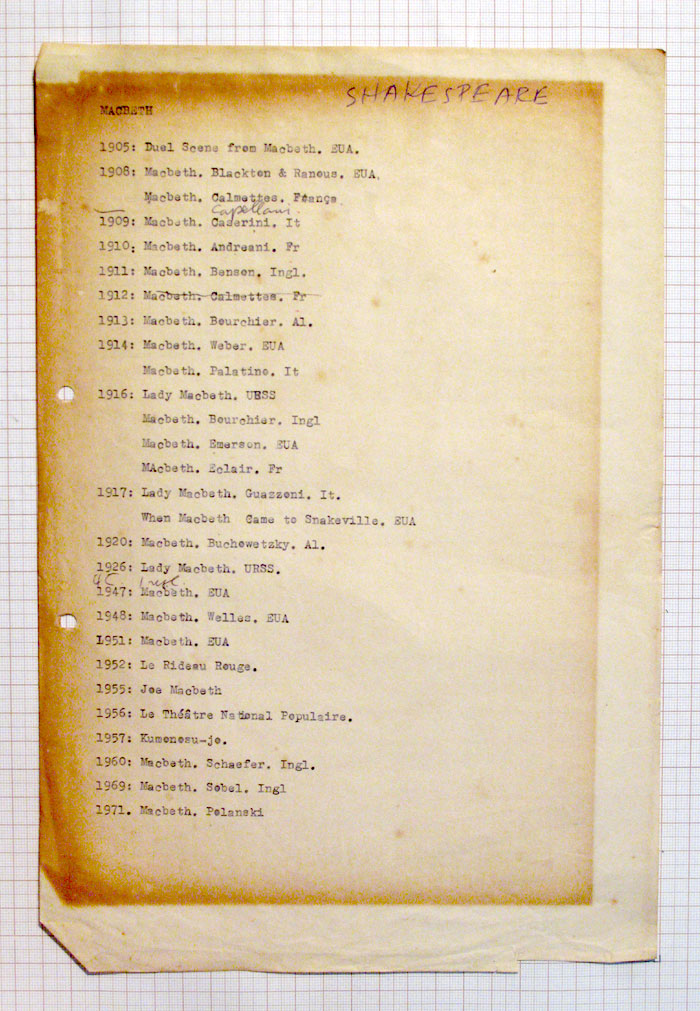 SHAKESPEARE
MACBETH
1905: Duel Scene from Macbeth. EUA.
1908: Macbeth. Blackton & Ranous. EUA.
Macbeth. Calmettes. França
Capellani.
1909: Macbeth. Caserini. It
1910: Macbeth. Andreani. Fr
1911: Macbeth. Benson. Ingl.
1912: Macbeth. Calmettes. Fr
1913: Macbeth. Bourchier. Al.
1914: Macbeth. Weber. EUA
Macbeth. Palatino. It
1916: Lady Macbeth. URSS
Macbeth. Bourchier. Ingl
Macbeth. Emerson. EUA
MAcbeth. Eclair. Fr
1917: Lady Macbeth. Guazzoni. It.
When Macbeth Came to Snakeville. EUA
1920: Macbeth. Buchowetzky. Al.
1926: Lady Macbeth. URSS.
45 Ingl.
1947: Macbeth. EUA
1948: Macbeth. Welles. EUA
1951: Macbeth. EUA
1952: Le Rideau Rouge.
1955: Joe Macbeth
1956: Le Théâtre National Populaire.
1957: Kumonosu-jo.
1960: Macbeth. Schaefer. Ingl.
1969: Macbeth. Sobel. Ingl
1971. Macbeth. Polanski